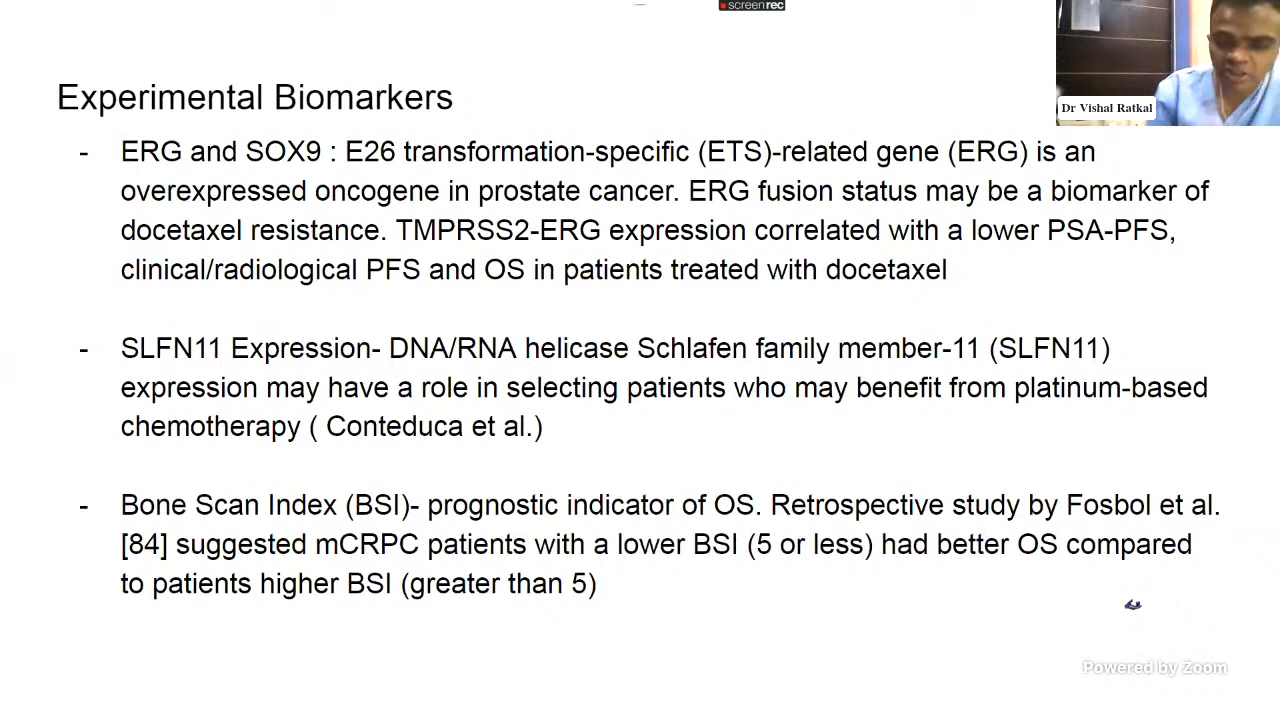 screenrec
Dr Vishal Ratkal
Experimental Biomarkers
- ERG and SOX9 : E26 transformation-specific (ETS)-related gene (ERG) is an
overexpressed oncogene in prostate cancer. ERG fusion status may be a biomarker of
docetaxel resistance. TMPRSS2-ERG expression correlated with a lower PSA-PFS,
clinical/radiological PFS and OS in patients treated with docetaxel
- SLFN11 Expression- DNA/RNA helicase Schlafen family member-11 (SLFN11)
expression may have a role in selecting patients who may benefit from platinum-based
chemotherapy ( Conteduca et al.)
- Bone Scan Index (BSI)- prognostic indicator of OS. Retrospective study by Fosbol et al.
[84] suggested mCRPC patients with a lower BSI (5 or less) had better OS compared
to patients higher BSI (greater than 5)
Powered by Zoom